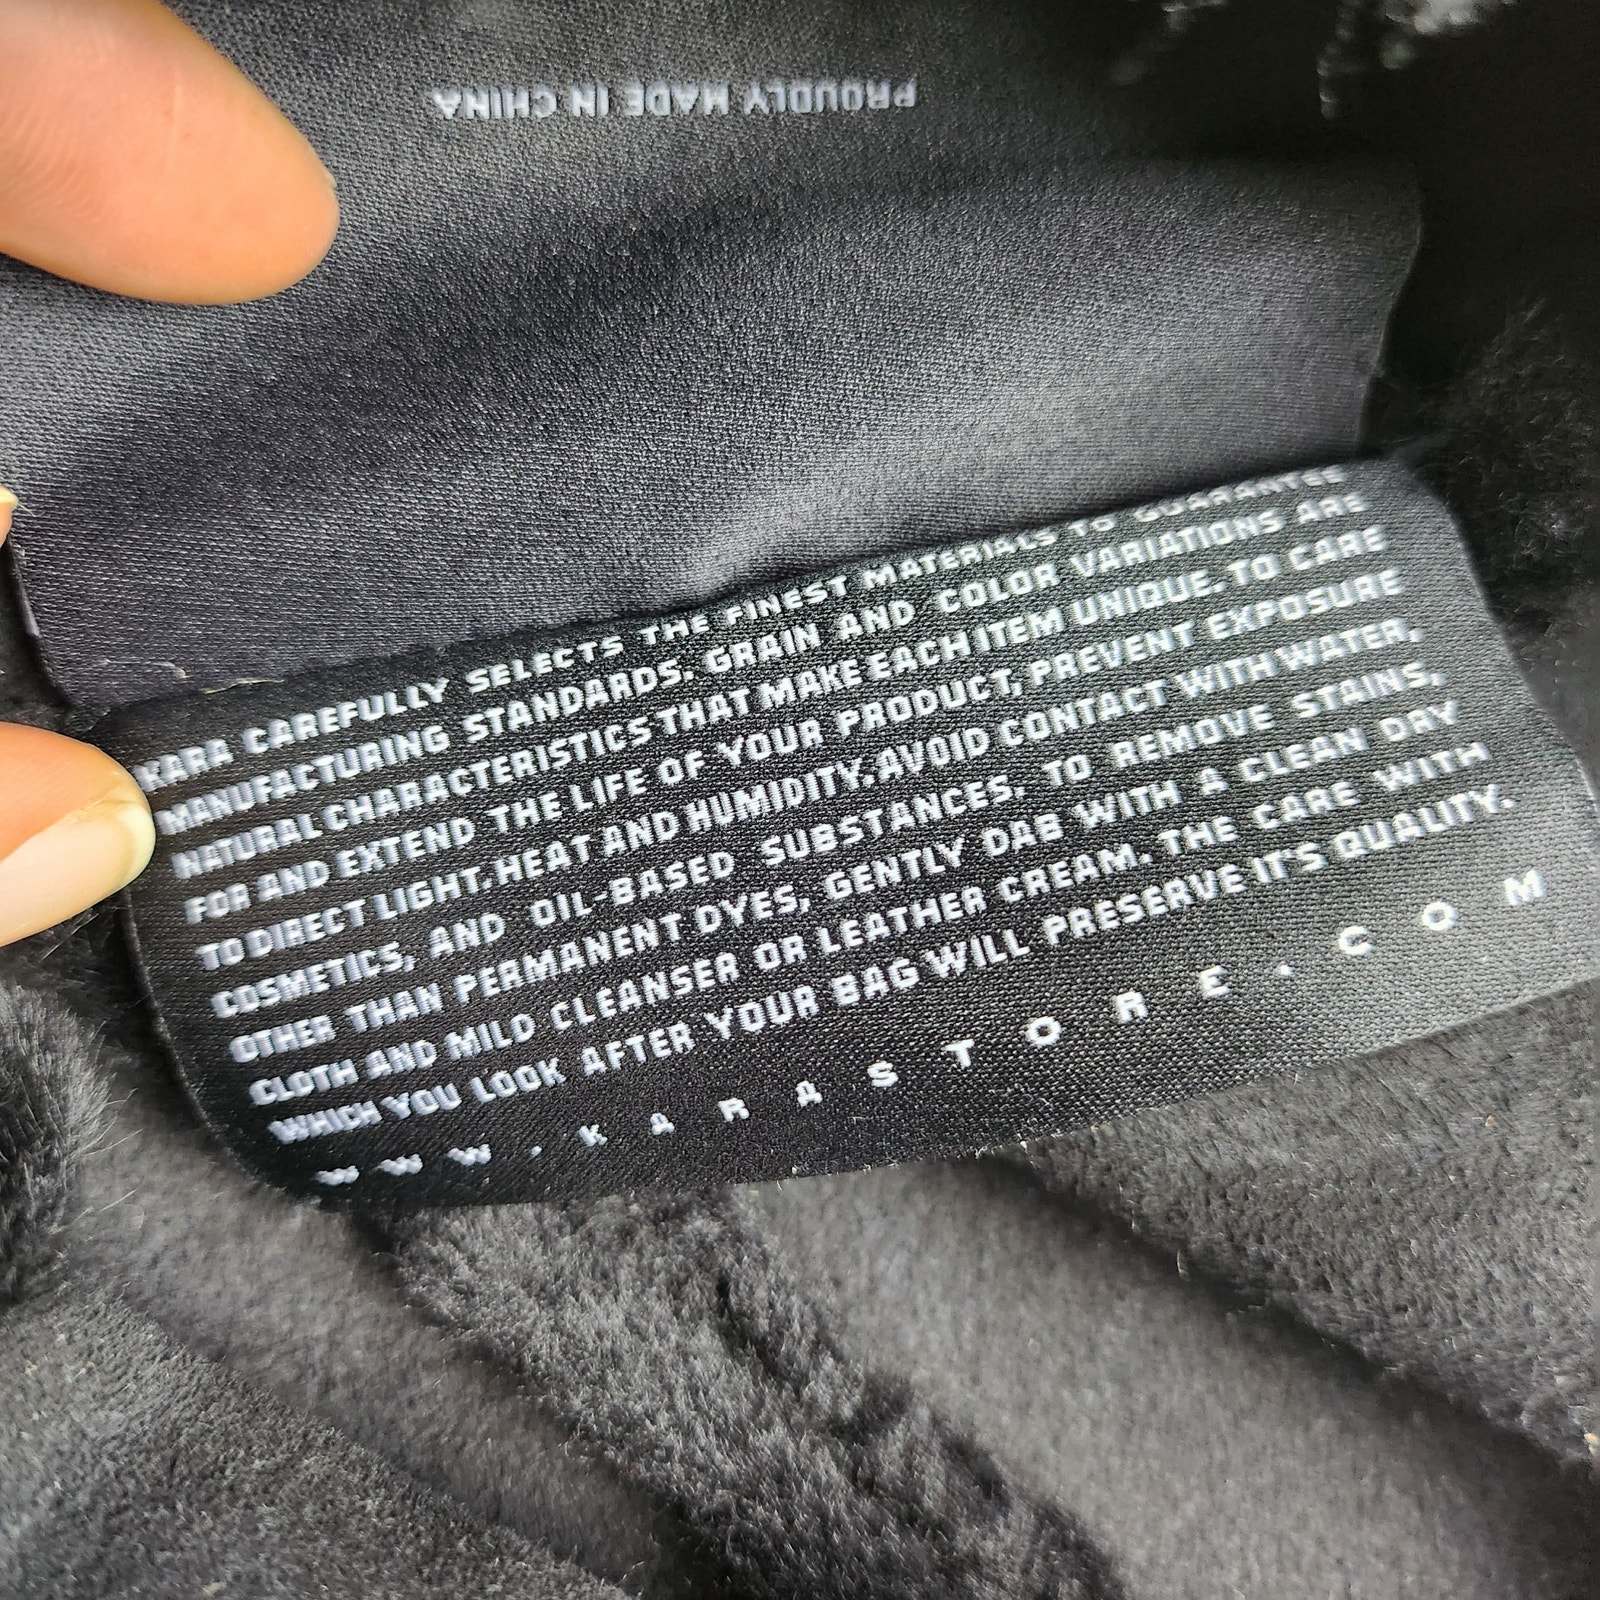 PROUDLY MADE IN CHINA
KARA CAREFULLY SELECTS THE FINEST MATERIALS TO GUARANTEE
MANUFACTURING STANDARDS. GRAIN AND COLOR VARIATIONS ARE
NATURAL CHARACTERISTICS THAT MAKE EACH ITEM UNIQUE. TO CARE
FOR AND EXTEND THE LIFE OF YOUR PRODUCT, PREVENT EXPOSURE
TO DIRECT LIGHT, HEAT AND HUMIDITY. AVOID CONTACT WITH WATER,
COSMETICS, AND OIL-BASED SUBSTANCES. TO REMOVE STAINS,
OTHER THAN PERMANENT DYES, GENTLY DAB WITH A CLEAN DRY
CLOTH AND MILD CLEANSER OR LEATHER CREAM. THE CARE WITH
WHICH YOU LOOK AFTER YOUR BAG WILL PRESERVE IT'S QUALITY.
WWW.KARASTORE.COM